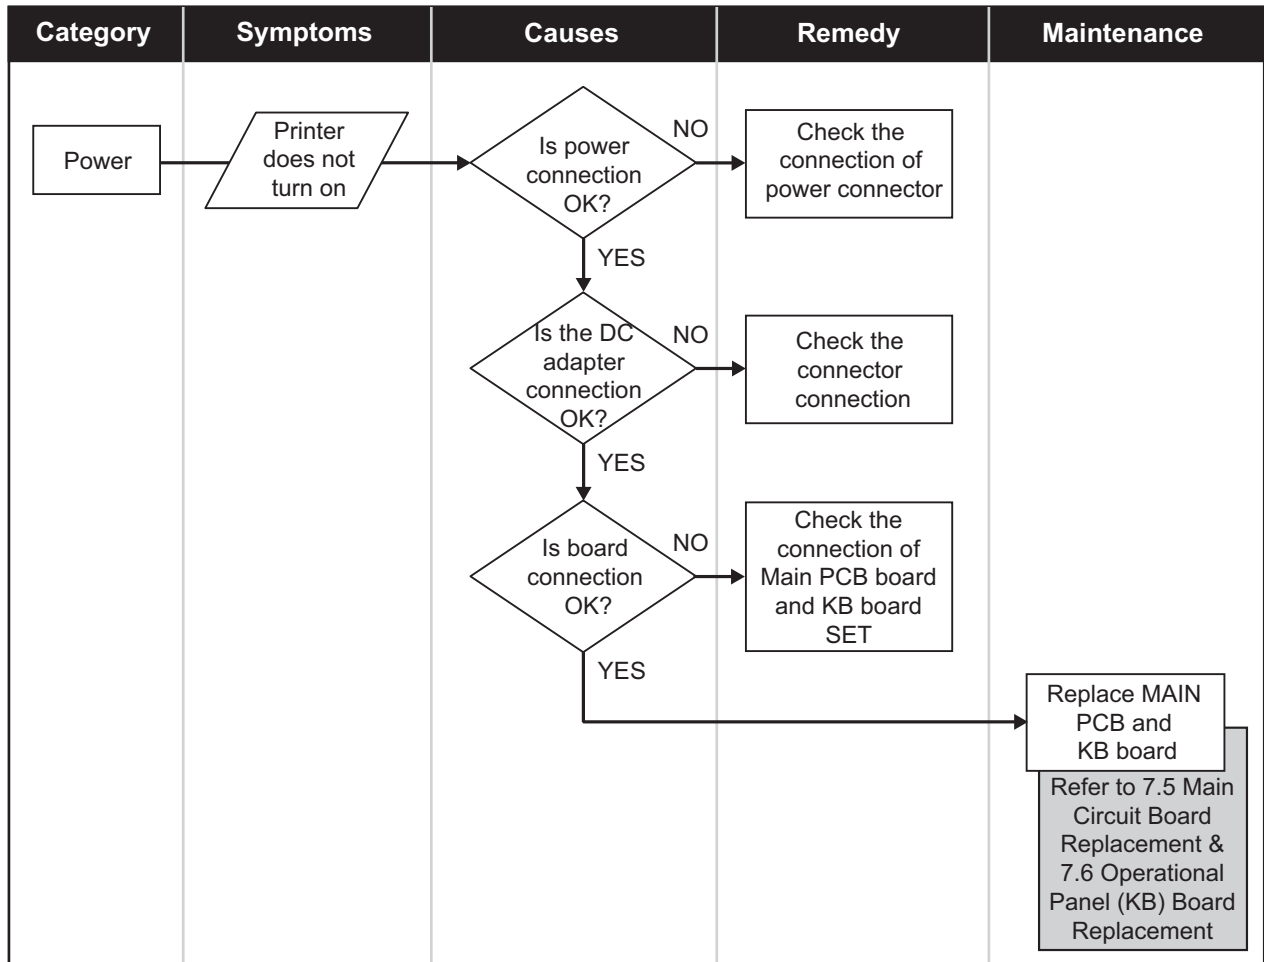 Category
Symptoms
Causes
Remedy
Maintenance
Power
Printer
does not
turn on
Is power
connection
OK?
NO
Check the
connection of
power connector
YES
Is the DC
adapter
connection
OK?
NO
Check the
connector
connection
YES
Is board
connection
OK?
NO
Check the
connection of
Main PCB board
and KB board
SET
YES
Replace MAIN
PCB and
KB board
Refer to 7.5 Main
Circuit Board
Replacement &
7.6 Operational
Panel (KB) Board
Replacement